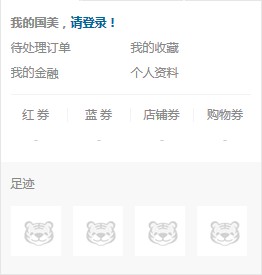 我的国美，请登录！
待处理订单 我的收藏
我的金融 个人资料
红 券 蓝 券 店铺券 购物券
- - - -
足迹